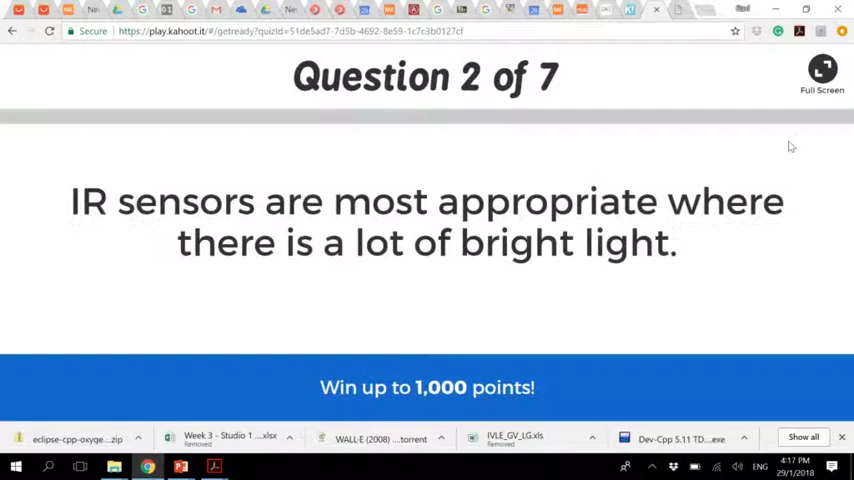 Secure
https://play.kahoot.it/#/getready?quizId=51de5ad7-7d5b-4692-8e59-1c7c3b0127cf
Question 2 of 7
Full Screen
IR sensors are most appropriate where
there is a lot of bright light.
Win up to 1,000 points!
eclipse-cpp-oxyge....zip
Week 3 - Studio 1 ....xlsx
Removed
WALL·E (2008) ....torrent
IVLE_GV_LG.xls
Removed
Dev-Cpp 5.11 TD....exe
Show all
ENG
4:17 PM
29/1/2018